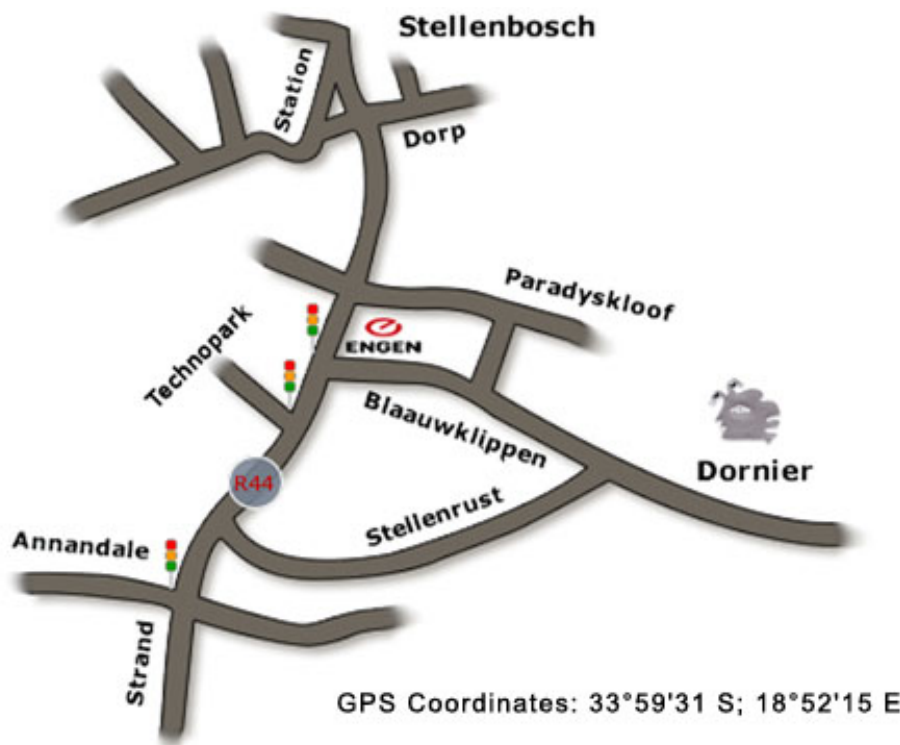 Stellenbosch
Station
Dorp
Paradyskloof
Technopark
ENGEN
Blaauwklippen
Dornier
R44
Stellenrust
Annandale
Strand
GPS Coordinates: 33°59'31 S; 18°52'15 E